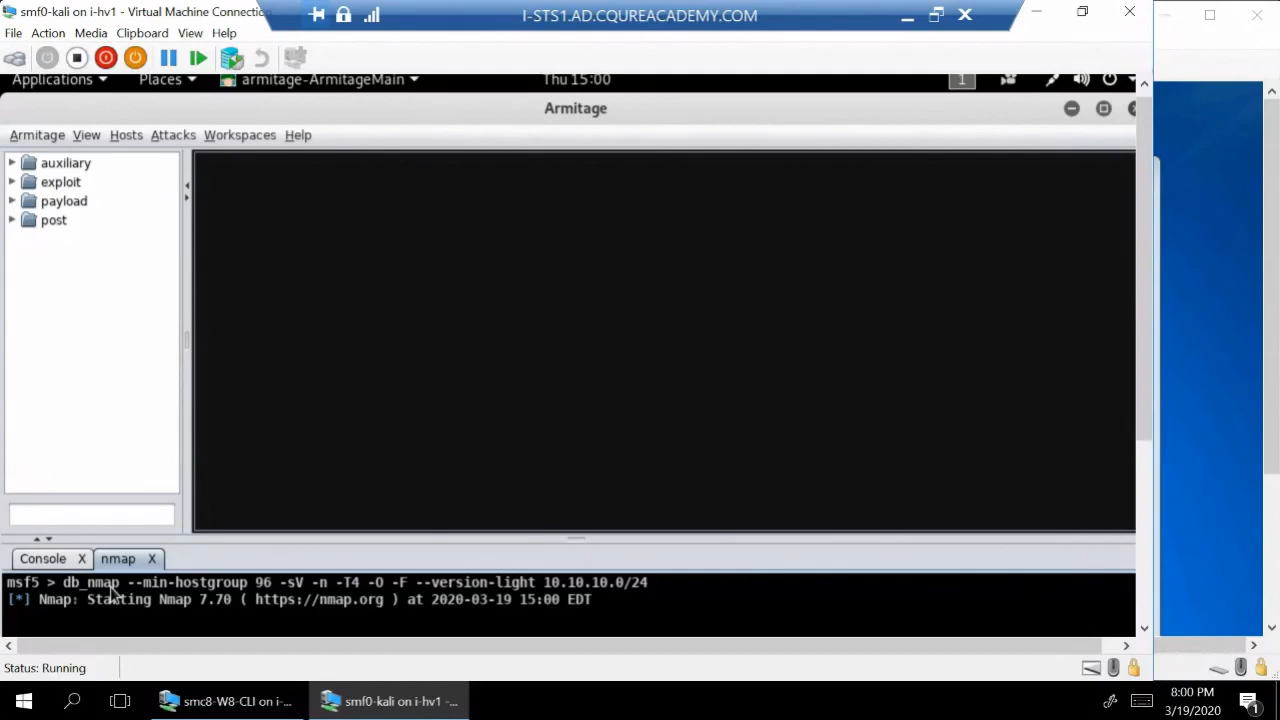 smf0-kali on i-hv1 - Virtual Machine Connectio
I-STS1.AD.CQUREACADEMY.COM
File Action Media Clipboard View Help
Applications Places armitage-ArmitageMain Thu 15:00 1
Armitage
Armitage View Hosts Attacks Workspaces Help
auxiliary
exploit
payload
post
Console X nmap X
msf5 > db_nmap --min-hostgroup 96 -sV -n -T4 -O -F --version-light 10.10.10.0/24
[*] Nmap: Starting Nmap 7.70 ( https://nmap.org ) at 2020-03-19 15:00 EDT
Status: Running
smc8-W8-CLI on i-...
smf0-kali on i-hv1 -...
8:00 PM
3/19/2020
1